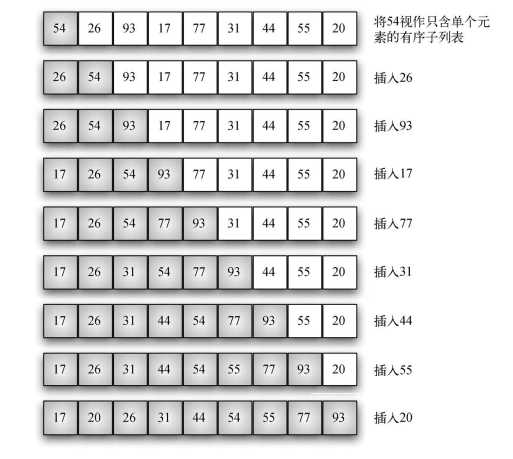 54 26 93 17 77 31 44 55 20 将54视作只含单个元
素的有序子列表
26 54 93 17 77 31 44 55 20 插入26
26 54 93 17 77 31 44 55 20 插入93
17 26 54 93 77 31 44 55 20 插入17
17 26 54 77 93 31 44 55 20 插入77
17 26 31 54 77 93 44 55 20 插入31
17 26 31 44 54 77 93 55 20 插入44
17 26 31 44 54 55 77 93 20 插入55
17 20 26 31 44 54 55 77 93 插入20